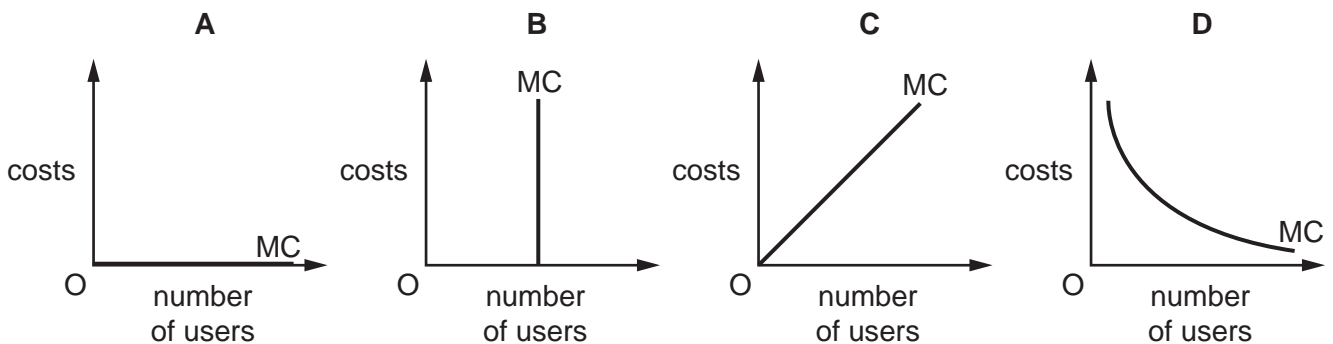 A B C D
MC MC
costs costs costs costs
MC MC
O O O O
number number number number
of users of users of users of users